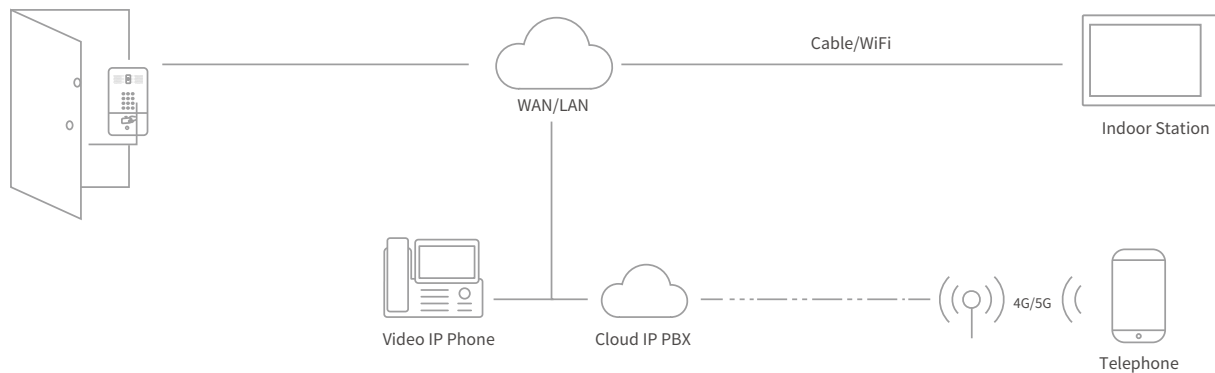 Cable/WiFi
WAN/LAN
Indoor Station
4G/5G
Video IP Phone
Cloud IP PBX
Telephone